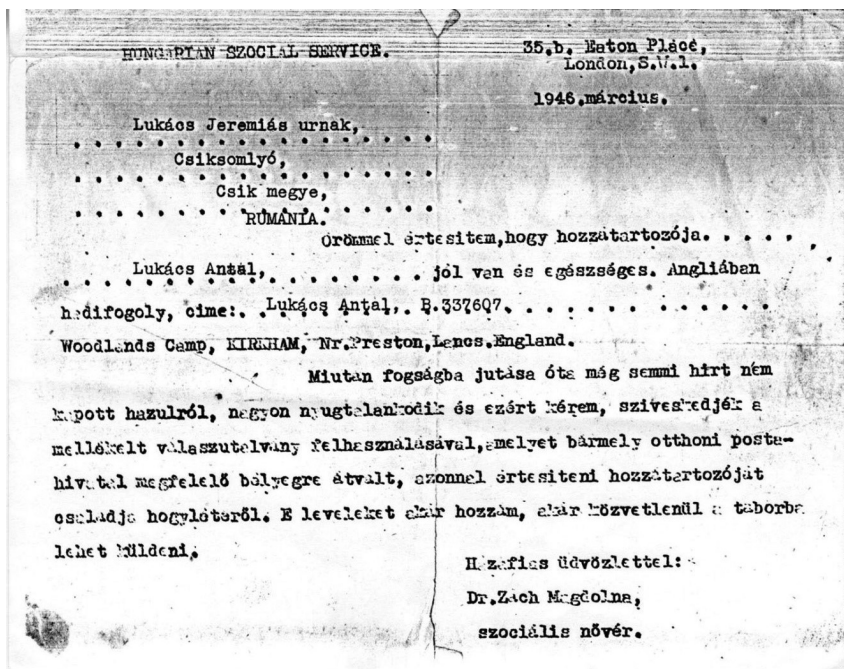 HUNGARIAN SZOCIAL SERVICE.
35.b. Eaton Place,
London,S.W.1.
1946.március.
Lukács Jeremiás urnak,
Csiksomlyó,
Csik megye,
RUMÁNIA.
Örömmel értesitem,hogy hozzátartozója. . . . . .
Lukács Antal, . . . . . . . . jól van és egészséges. Angliában
hadifogoly, cime:. Lukács Antal, B.337607. . . . . . . . . . . . . .
Woodlands Camp, KIRKHAM, Nr.Preston,Lancs.England.
Miután fogságba jutása óta még semmi hirt nem
kapott hazulról, nagyon nyugtalankodik és ezért kérem, sziveskedjék a
mellékelt válaszutalvány felhasználásával,amelyet bármely otthoni posta-
hivatal megfelelő bélyegre átvált, azonnel értesiteni hozzátartozóját
családja hogylétéről. E leveleket akár hozzám, akár közvetlenül a táborba
lehet küldeni.
Hazafias üdvözlettel:
Dr.Zách Magdolna,
szociális nővér.